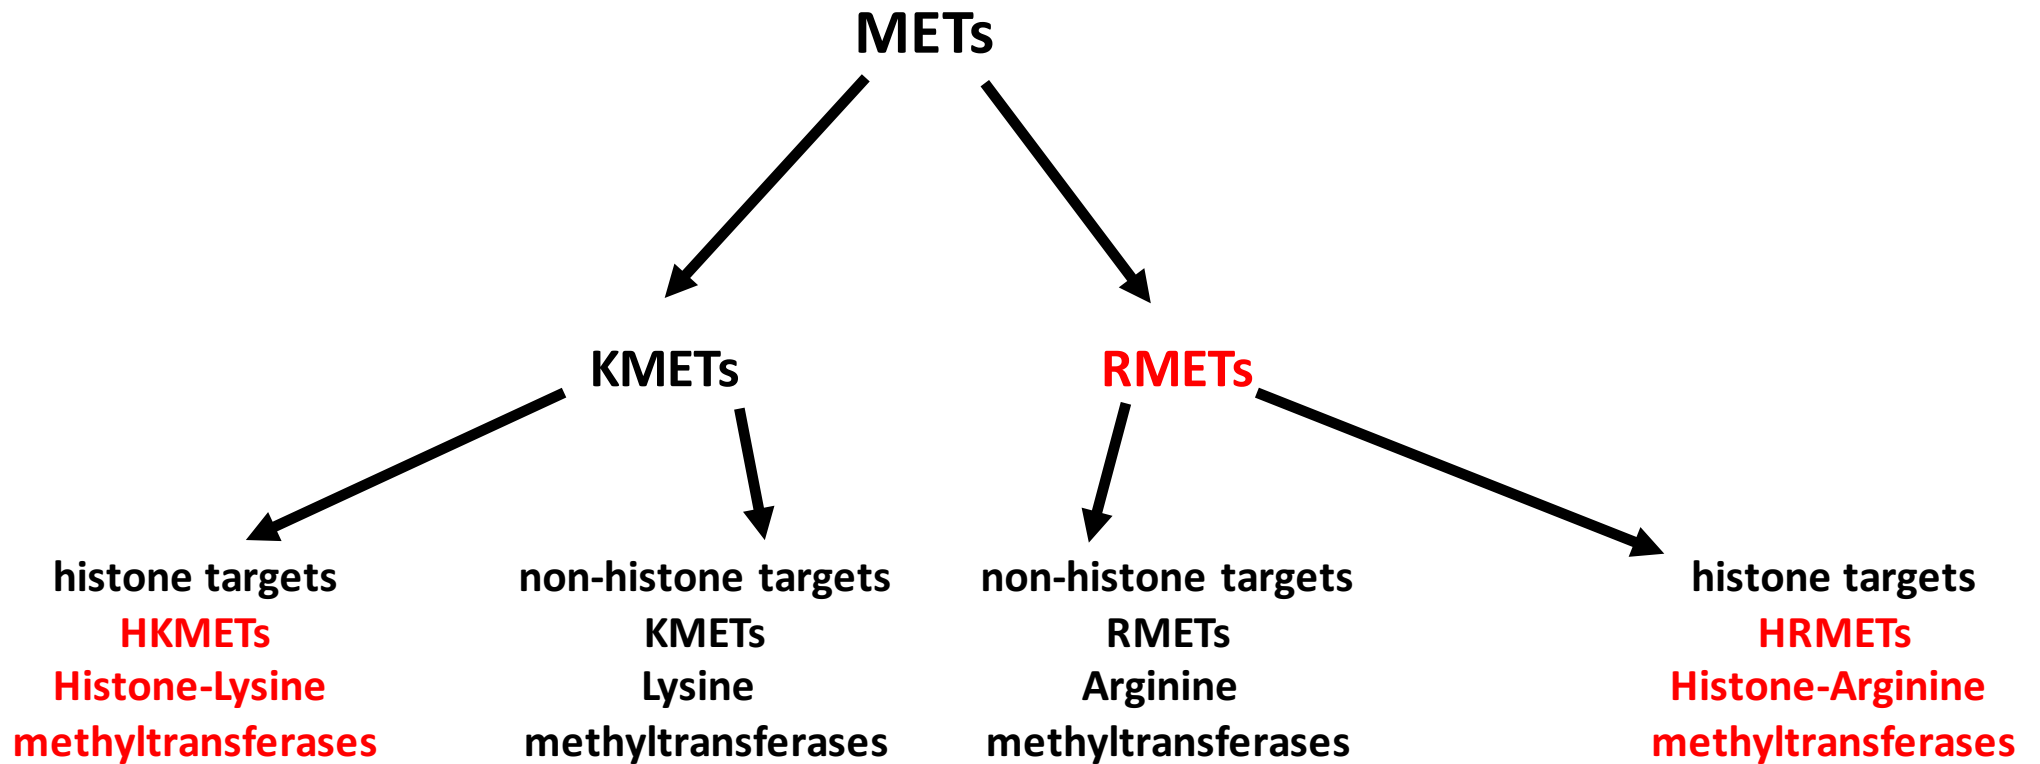 METs
KMETs
RMETs
histone targets
HKMETs
Histone-Lysine
methyltransferases
non-histone targets
KMETs
Lysine
methyltransferases
non-histone targets
RMETs
Arginine
methyltransferases
histone targets
HRMETs
Histone-Arginine
methyltransferases